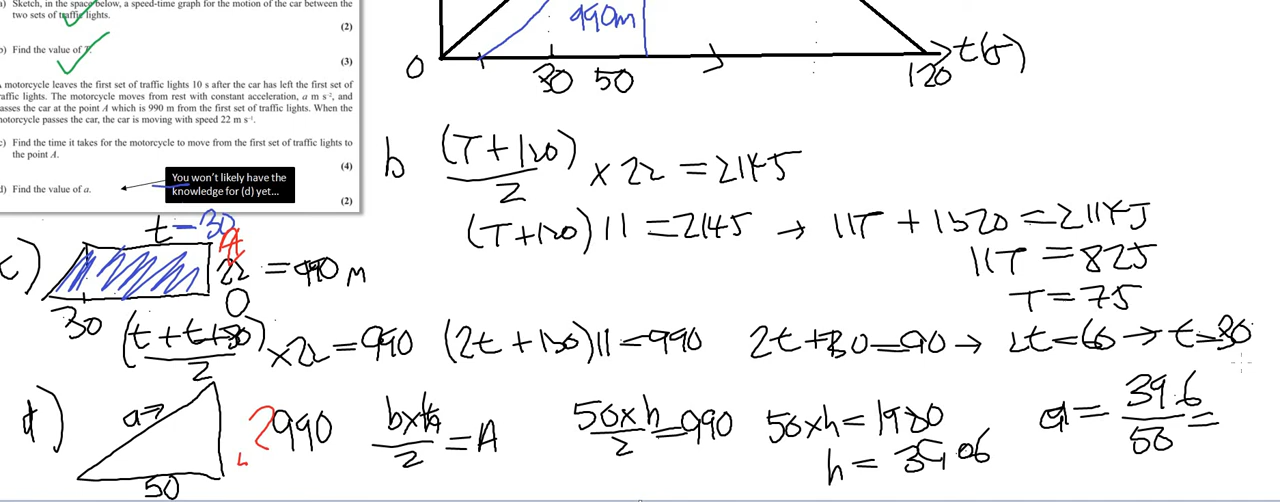 a) Sketch, in the space below, a speed-time graph for the motion of the car between the
two sets of traffic lights.
(2)
b) Find the value of T.
(3)
motorcycle leaves the first set of traffic lights 10 s after the car has left the first set of
affic lights. The motorcycle moves from rest with constant acceleration, a m s⁻², and
asses the car at the point A which is 990 m from the first set of traffic lights. When the
otorcycle passes the car, the car is moving with speed 22 m s⁻¹.
c) Find the time it takes for the motorcycle to move from the first set of traffic lights to
the point A.
(4)
d) Find the value of a.
(2)
You won't likely have the
knowledge for (d) yet...
990m
0 30 50 120 t(s)
b (T+120)/2 × 22 = 2145
(T+120) 11 = 2145 → 11T + 1320 = 2145
11T = 825
T = 75
c) t - 30
22 = 990 m
30 0
(t + t+30)/2 × 22 = 990 (2t + 30) 11 = 990 2t + 30 = 90 → 2t = 60 → t = 30
d) a = 990 50
b × h/2 = A 50 × h/2 = 990 50 × h = 1980
h = 39.6
a = 39.6/50 =